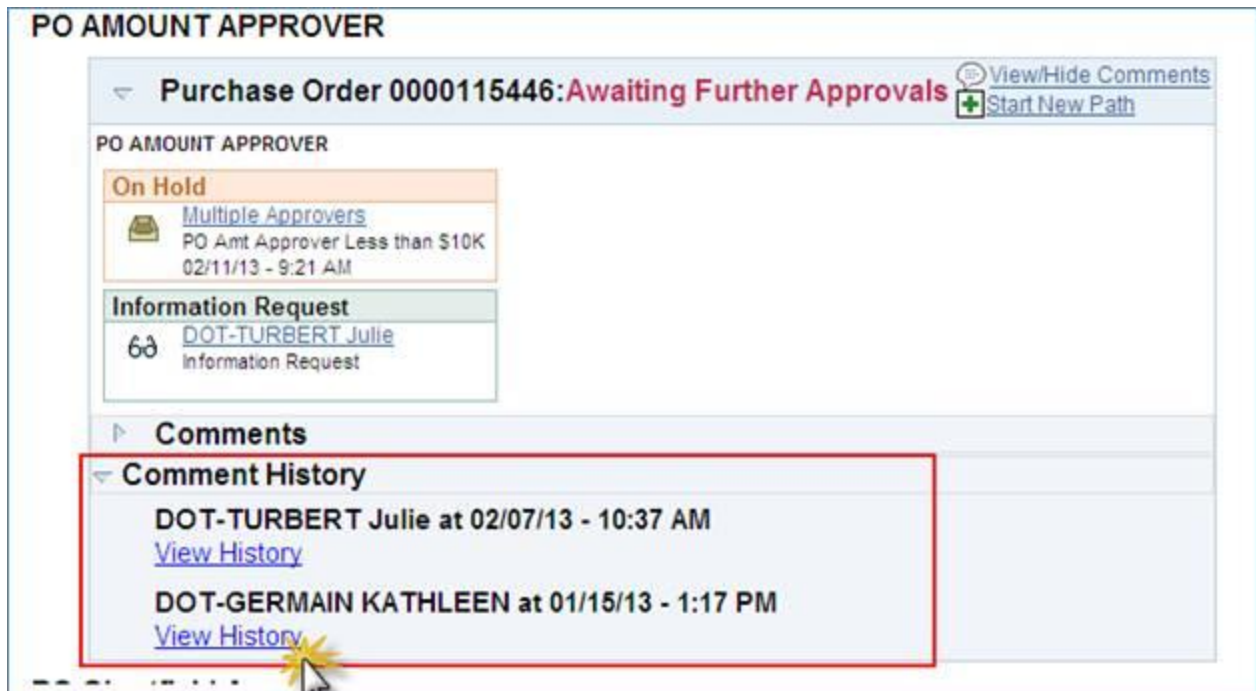 PO AMOUNT APPROVER
Purchase Order 0000115446:Awaiting Further Approvals
View/Hide Comments
Start New Path
PO AMOUNT APPROVER
On Hold
Multiple Approvers
PO Amt Approver Less than $10K
02/11/13 - 9:21 AM
Information Request
DOT-TURBERT Julie
Information Request
Comments
Comment History
DOT-TURBERT Julie at 02/07/13 - 10:37 AM
View History
DOT-GERMAIN KATHLEEN at 01/15/13 - 1:17 PM
View History